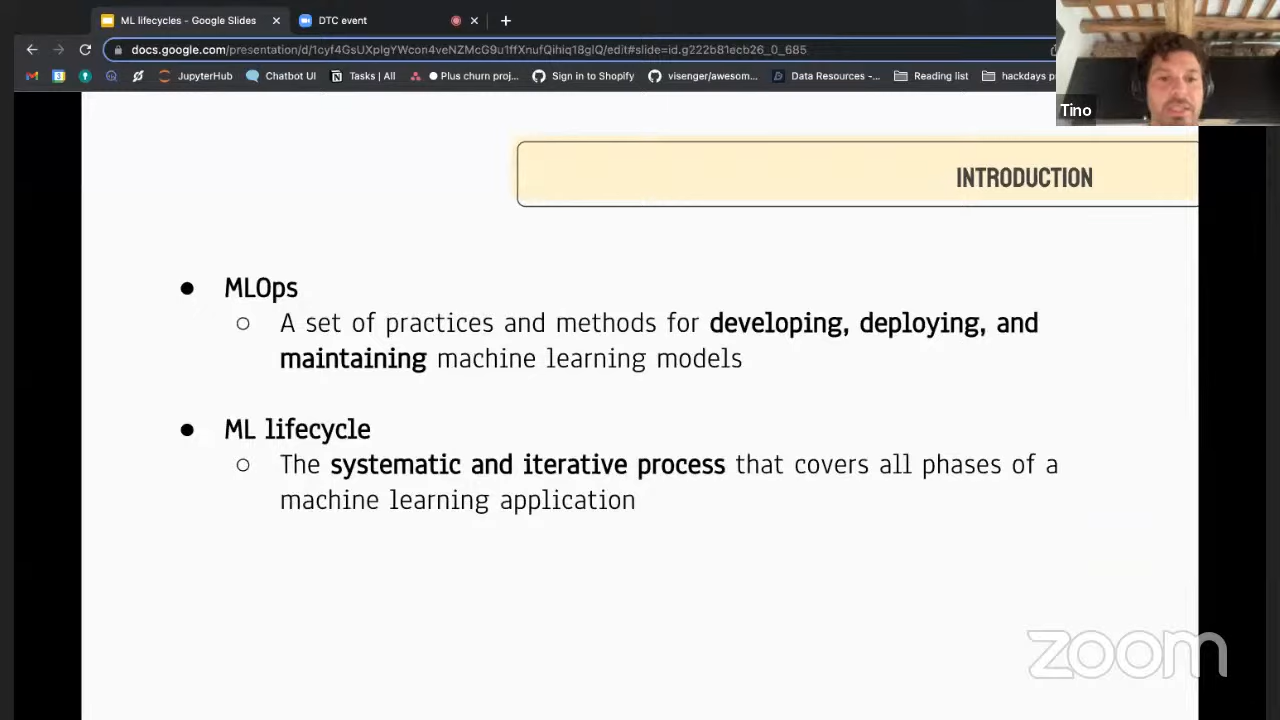 ML lifecycles - Google Slides
DTC event
docs.google.com/presentation/d/1cyf4GsUXplgYWcon4veNZMcG9u1ffXnufQihiq18glQ/edit#slide=id.g222b81ecb26_0_685
JupyterHub
Chatbot UI
Tasks | All
Plus churn proj...
Sign in to Shopify
visenger/awesom...
Data Resources -...
Reading list
hackdays p
Tino
INTRODUCTION
● MLOps
○ A set of practices and methods for developing, deploying, and
maintaining machine learning models
● ML lifecycle
○ The systematic and iterative process that covers all phases of a
machine learning application
zoom